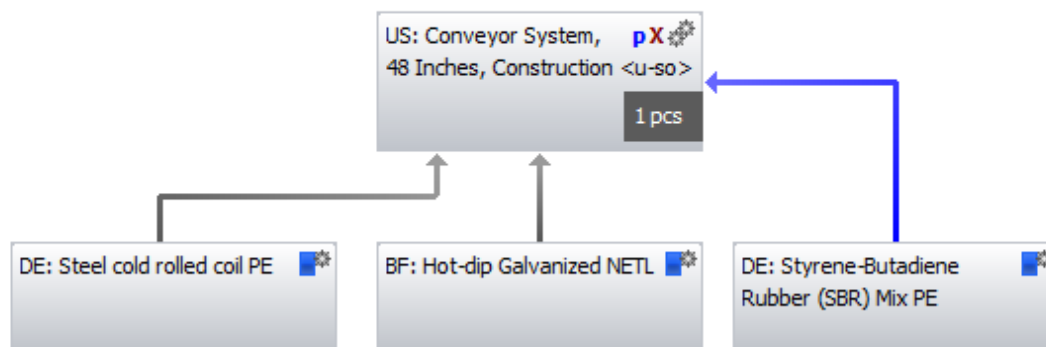 US: Conveyor System, pX
48 Inches, Construction <u-so>
1 pcs
DE: Steel cold rolled coil PE
BF: Hot-dip Galvanized NETL
DE: Styrene-Butadiene
Rubber (SBR) Mix PE